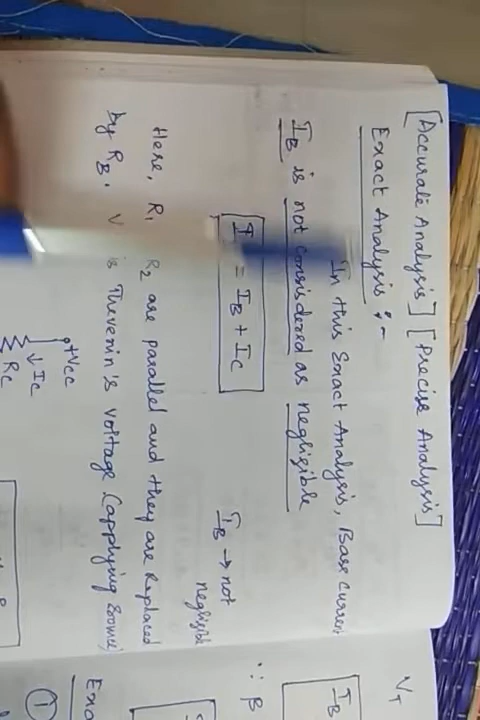 [Accurate Analysis] [Precise Analysis]
Exact Analysis :-
In this Exact Analysis, Base current
IB is not considered as negligible
I = IB + IC
IB → not
negligible
Here, R1 R2 are parallel and they are replaced
by RB. V is Thevenin's voltage (applying source)
+VCC
↓ IC
RC
VT
IB
∴ β
Exa
①